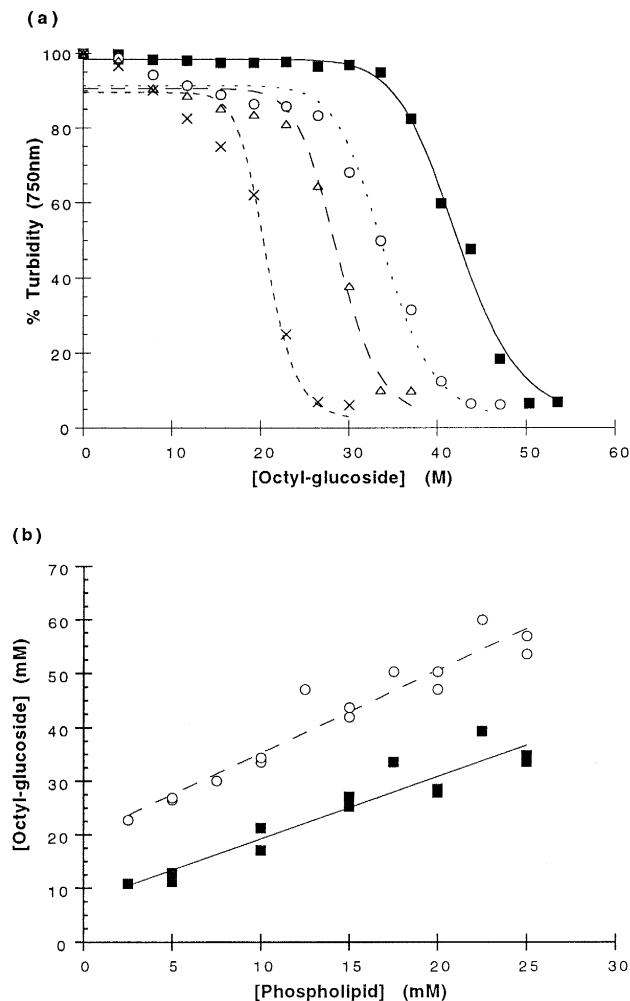 (a)
100
80
60
40
20
0
% Turbidity (750nm)
0 10 20 30 40 50 60
[Octyl-glucoside] (M)
(b)
70
60
50
40
30
20
10
0
[Octyl-glucoside] (mM)
0 5 10 15 20 25 30
[Phospholipid] (mM)